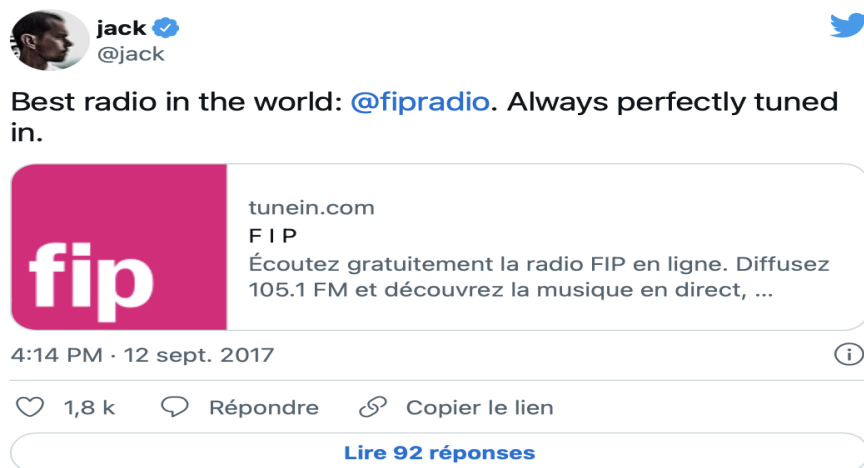 jack
@jack
Best radio in the world: @fipradio. Always perfectly tuned
in.
fip
tunein.com
F I P
Écoutez gratuitement la radio FIP en ligne. Diffusez
105.1 FM et découvrez la musique en direct, ...
4:14 PM · 12 sept. 2017
1,8 k Répondre Copier le lien
Lire 92 réponses